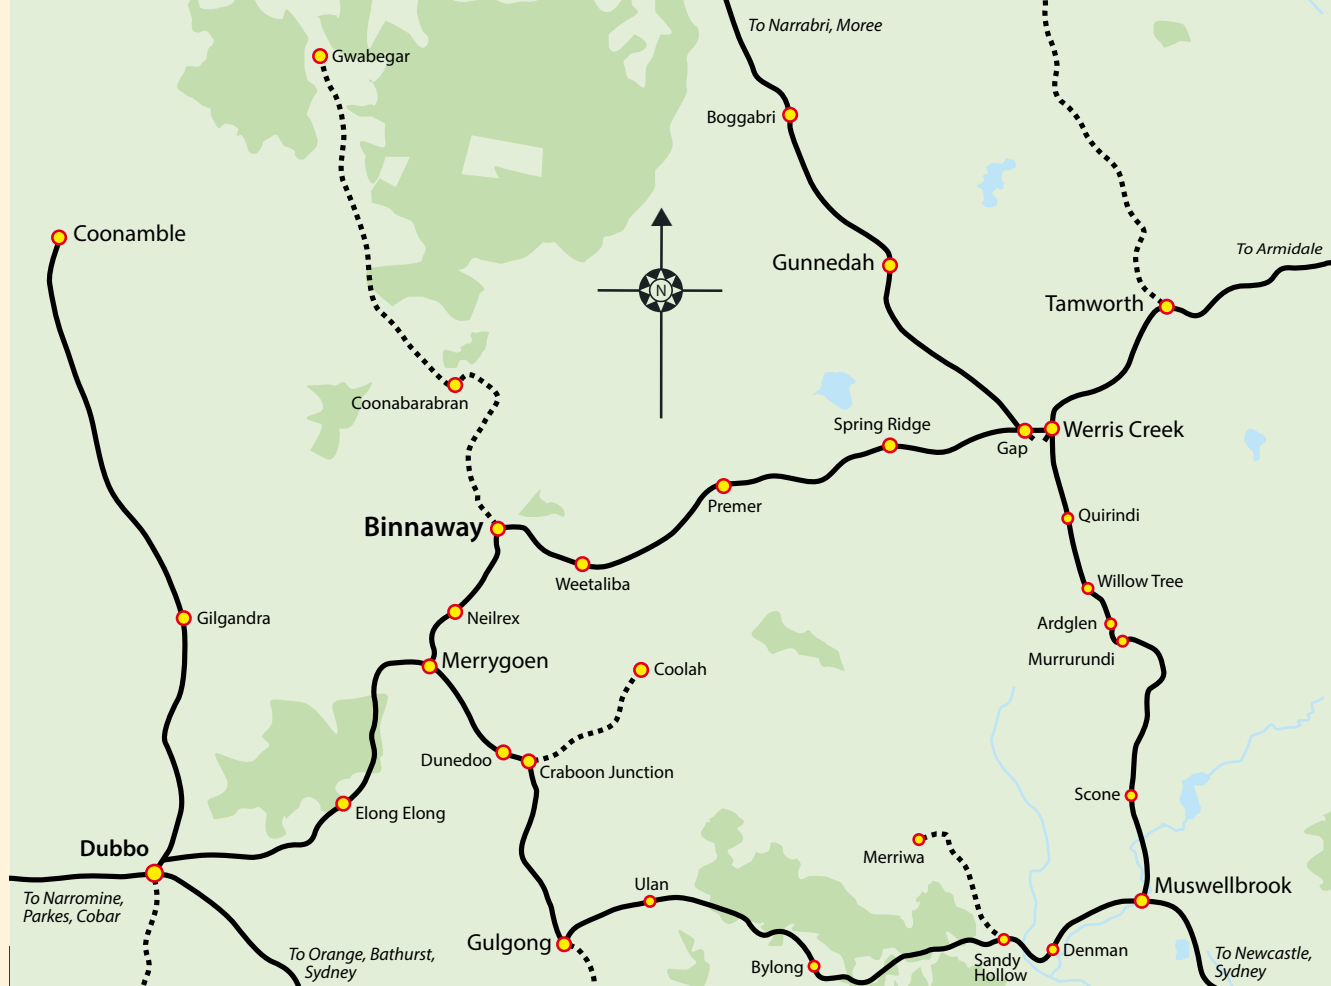 To Narrabri, Moree
Gwabegar
Boggabri
Coonamble
To Armidale
Gunnedah
N
Tamworth
Coonabarabran
Spring Ridge
Werris Creek
Gap
Premer
Quirindi
Binnaway
Weetaliba
Willow Tree
Gilgandra
Neilrex
Ardglen
Merrygoen
Murrurundi
Coolah
Dunedoo
Craboon Junction
Scone
Elong Elong
Dubbo
Merriwa
Ulan
Muswellbrook
To Narromine,
Parkes, Cobar
Gulgong
To Orange, Bathurst,
Sydney
Bylong
Sandy
Hollow
Denman
To Newcastle,
Sydney